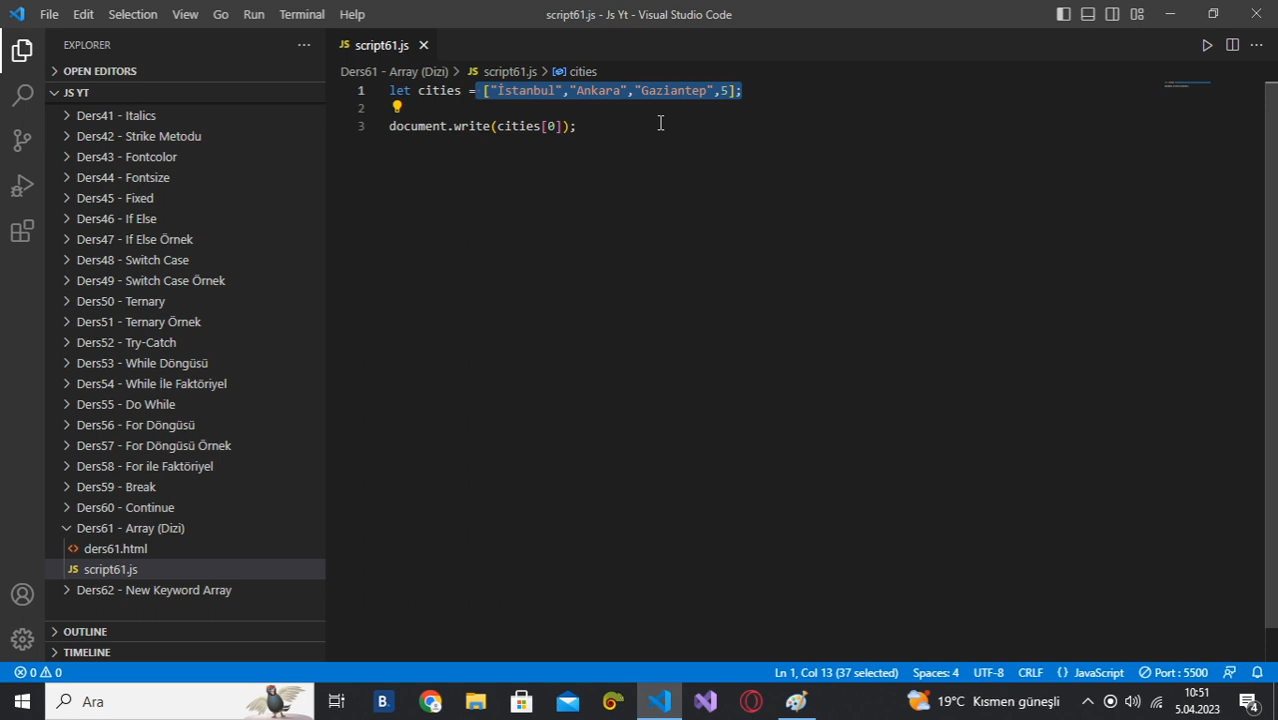 File Edit Selection View Go Run Terminal Help
script61.js - Js Yt - Visual Studio Code
EXPLORER
script61.js
OPEN EDITORS
Ders61 - Array (Dizi) > JS script61.js > cities
JS YT
1 let cities = ["İstanbul","Ankara","Gaziantep",5];
2
3 document.write(cities[0]);
Ders41 - Italics
Ders42 - Strike Metodu
Ders43 - Fontcolor
Ders44 - Fontsize
Ders45 - Fixed
Ders46 - If Else
Ders47 - If Else Örnek
Ders48 - Switch Case
Ders49 - Switch Case Örnek
Ders50 - Ternary
Ders51 - Ternary Örnek
Ders52 - Try-Catch
Ders53 - While Döngüsü
Ders54 - While İle Faktöriyel
Ders55 - Do While
Ders56 - For Döngüsü
Ders57 - For Döngüsü Örnek
Ders58 - For ile Faktöriyel
Ders59 - Break
Ders60 - Continue
Ders61 - Array (Dizi)
ders61.html
JS script61.js
Ders62 - New Keyword Array
OUTLINE
TIMELINE
0 0 Ln 1, Col 13 (37 selected) Spaces: 4 UTF-8 CRLF {} JavaScript Port : 5500
Ara
B.
19°C Kısmen güneşli
10:51
5.04.2023
4